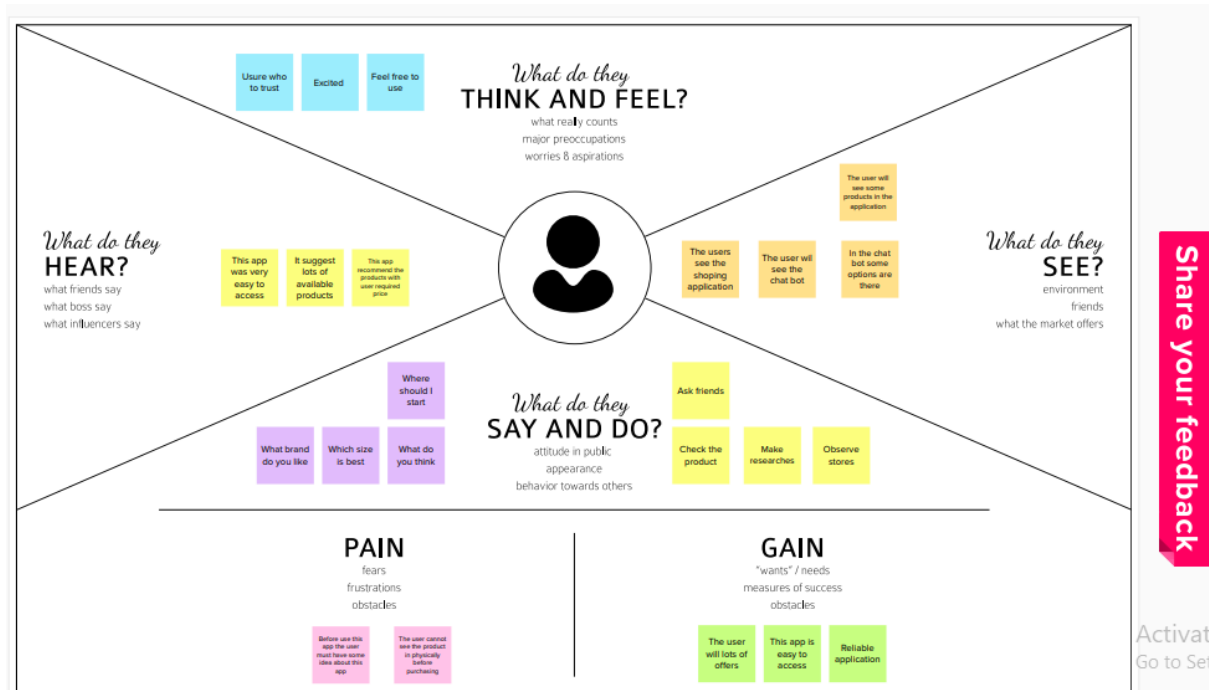 Usure who
to trust
Excited
Feel free to
use
What do they
THINK AND FEEL?
what really counts
major preoccupations
worries & aspirations
What do they
HEAR?
what friends say
what boss say
what influencers say
This app
was very
easy to
access
It suggest
lots of
available
products
This app
recommend the
products with
user required
price
The user will
see some
products in the
application
The users
see the
shoping
application
The user will
see the
chat bot
In the chat
bot some
options are
there
What do they
SEE?
environment
friends
what the market offers
Where
should I
start
What brand
do you like
Which size
is best
What do
you think
What do they
SAY AND DO?
attitude in public
appearance
behavior towards others
Ask friends
Check the
product
Make
researches
Observe
stores
PAIN
fears
frustrations
obstacles
Before use this
app the user
must have some
idea about this
app
The user cannot
see the product
in physically
before
purchasing
GAIN
"wants" / needs
measures of success
obstacles
The user
will lots of
offers
This app is
easy to
access
Reliable
application
Share your feedback
Activat
Go to Set